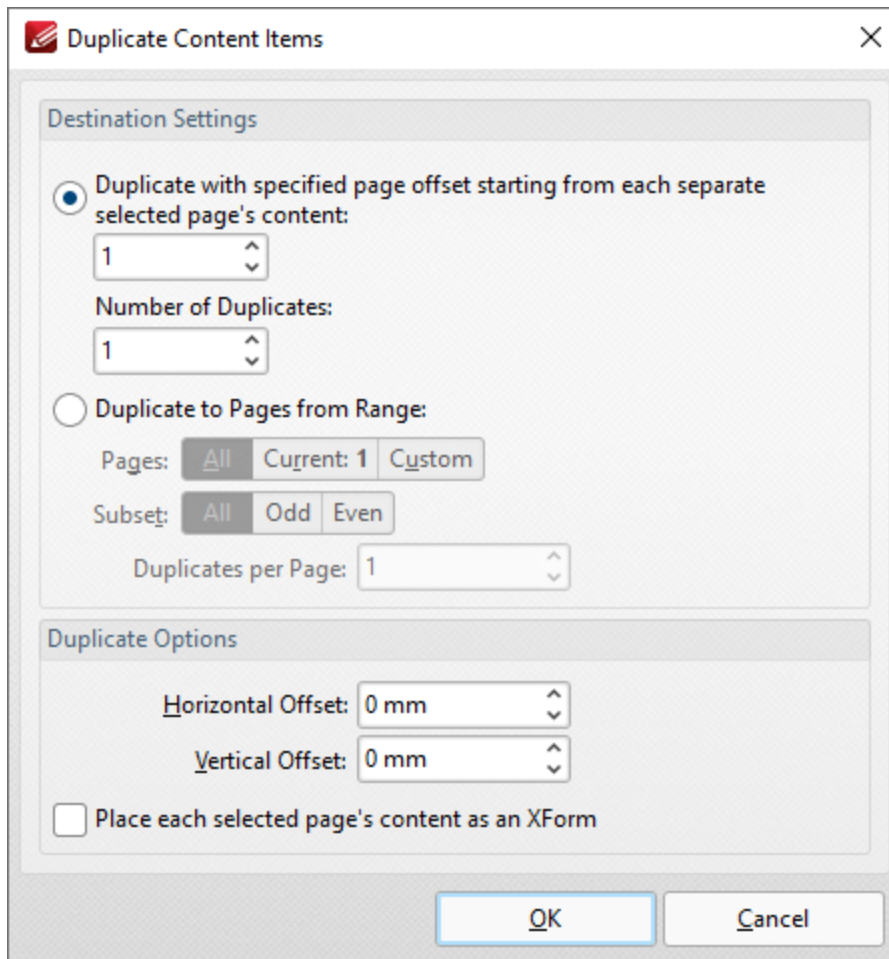 Duplicate Content Items
Destination Settings
Duplicate with specified page offset starting from each separate
selected page's content:
1
Number of Duplicates:
1
Duplicate to Pages from Range:
Pages: All Current: 1 Custom
Subset: All Odd Even
Duplicates per Page: 1
Duplicate Options
Horizontal Offset: 0 mm
Vertical Offset: 0 mm
Place each selected page's content as an XForm
OK Cancel